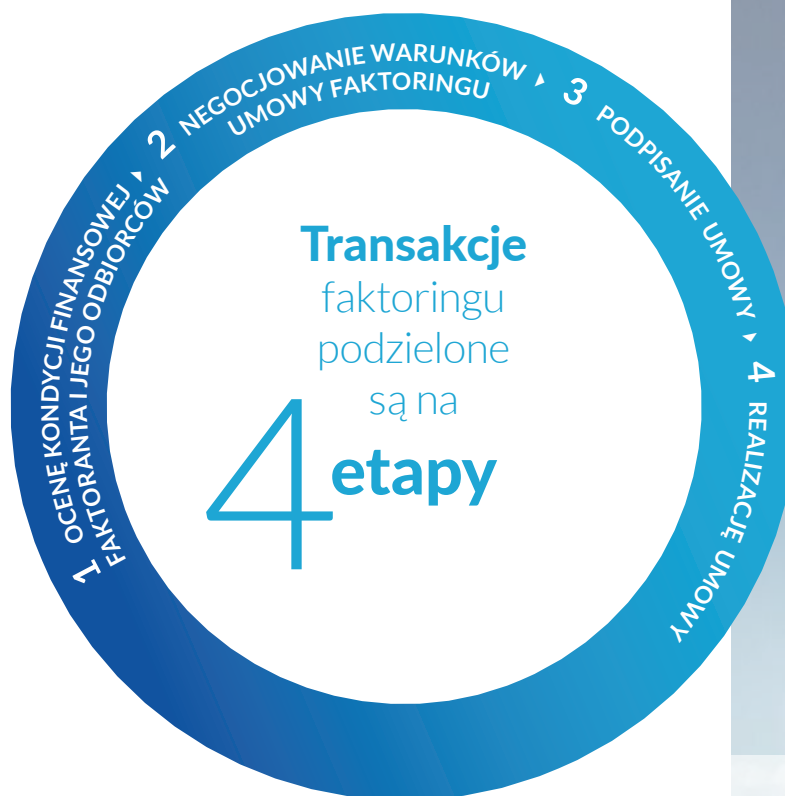 Transakcje
faktoringu
podzielone
są na
4 etapy
1 OCENĘ KONDYCJI FINANSOWEJ
FAKTORANTA I JEGO ODBIORCÓW
2 NEGOCJOWANIE WARUNKÓW
UMOWY FAKTORINGU
3 PODPISANIE UMOWY
4 REALIZACJĘ UMOWY